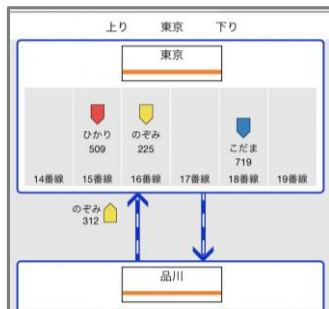 上り 東京 下り
東京
ひかり のぞみ こだま
509 225 719
14番線 15番線 16番線 17番線 18番線 19番線
のぞみ
312
品川